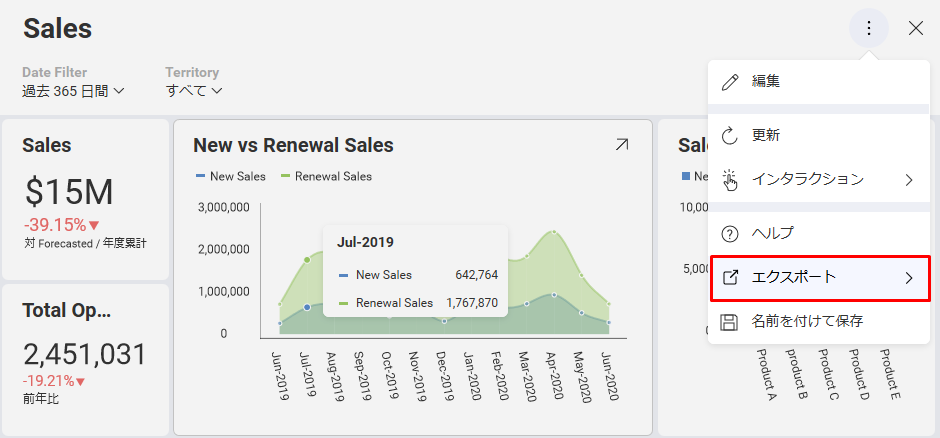 Sales
Date Filter
過去 365 日間
Territory
すべて
編集
更新
インタラクション
ヘルプ
エクスポート
名前を付けて保存
Sales
$15M
-39.15%
対 Forecasted / 年度累計
Total Op...
2,451,031
-19.21%
前年比
New vs Renewal Sales
New Sales
Renewal Sales
3,000,000
2,000,000
1,000,000
0
Jul-2019
New Sales 642,764
Renewal Sales 1,767,870
Jun-2019
Jul-2019
Aug-2019
Sep-2019
Oct-2019
Nov-2019
Dec-2019
Jan-2020
Feb-2020
Mar-2020
Apr-2020
May-2020
Jun-2020
Sale
Ne
10,00
5,00
Product A
product B
Product C
Product D
Product E